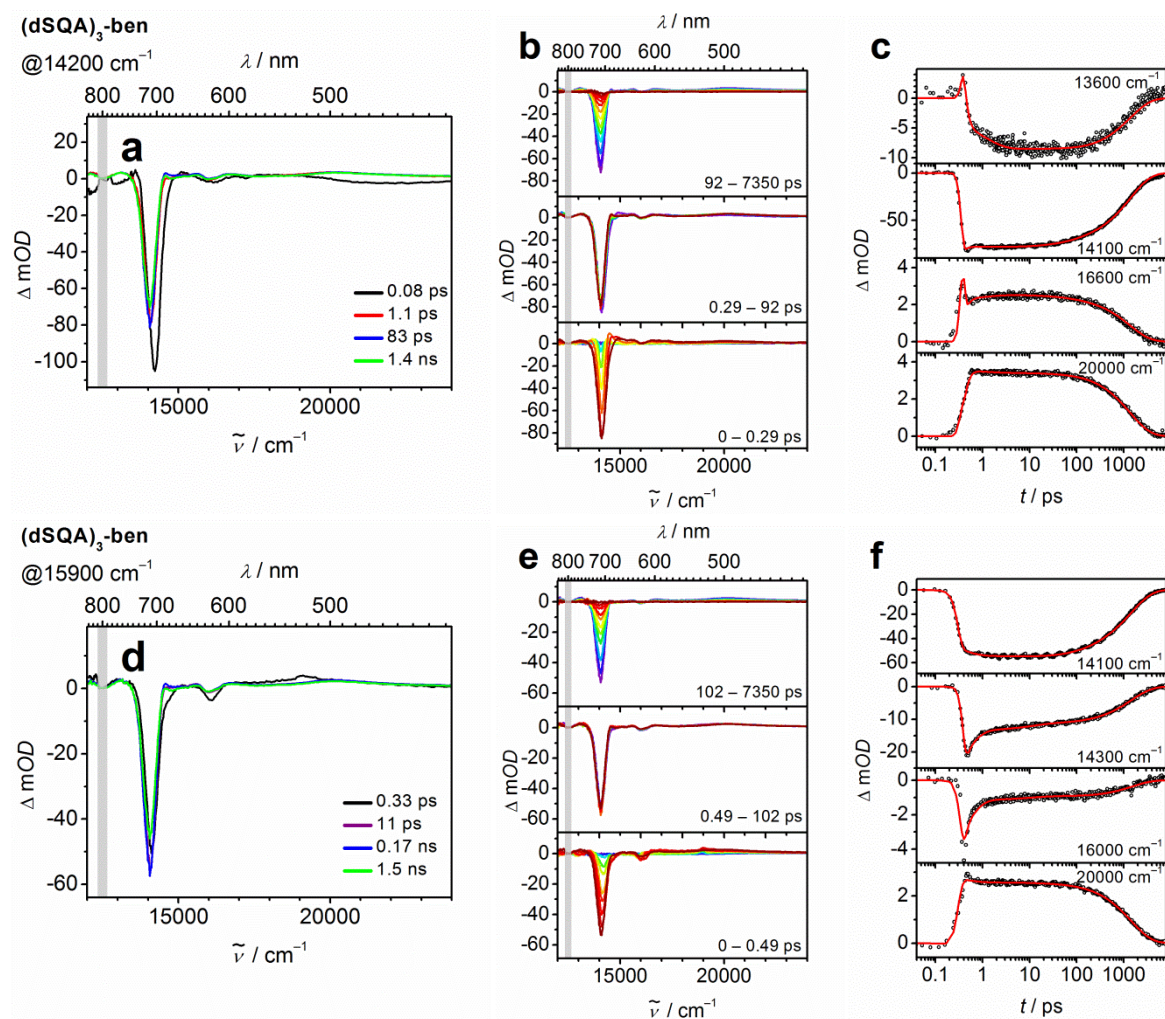 (dSQA)₃-ben
@14200 cm⁻¹
λ / nm
800 700 600 500
a
20
0
-20
-40
-60
-80
-100
Δ mOD
0.08 ps
1.1 ps
83 ps
1.4 ns
15000 20000
ṽ / cm⁻¹
b
λ / nm
800 700 600 500
0
-20
-40
-60
-80
92 – 7350 ps
0
-20
-40
-60
-80
Δ mOD
0.29 – 92 ps
0
-20
-40
-60
-80
0 – 0.29 ps
15000 20000
ṽ / cm⁻¹
c
0
-5
-10
13600 cm⁻¹
0
-50
14100 cm⁻¹
Δ mOD
4
2
0
16600 cm⁻¹
4
2
0
20000 cm⁻¹
0.1 1 10 100 1000
t / ps
(dSQA)₃-ben
@15900 cm⁻¹
λ / nm
800 700 600 500
d
0
-20
-40
-60
Δ mOD
0.33 ps
11 ps
0.17 ns
1.5 ns
15000 20000
ṽ / cm⁻¹
e
λ / nm
800 700 600 500
0
-20
-40
-60
102 – 7350 ps
0
-20
-40
-60
Δ mOD
0.49 – 102 ps
0
-20
-40
-60
0 – 0.49 ps
15000 20000
ṽ / cm⁻¹
f
0
-20
-40
-60
14100 cm⁻¹
0
-10
-20
14300 cm⁻¹
Δ mOD
0
-2
-4
16000 cm⁻¹
2
0
20000 cm⁻¹
0.1 1 10 100 1000
t / ps